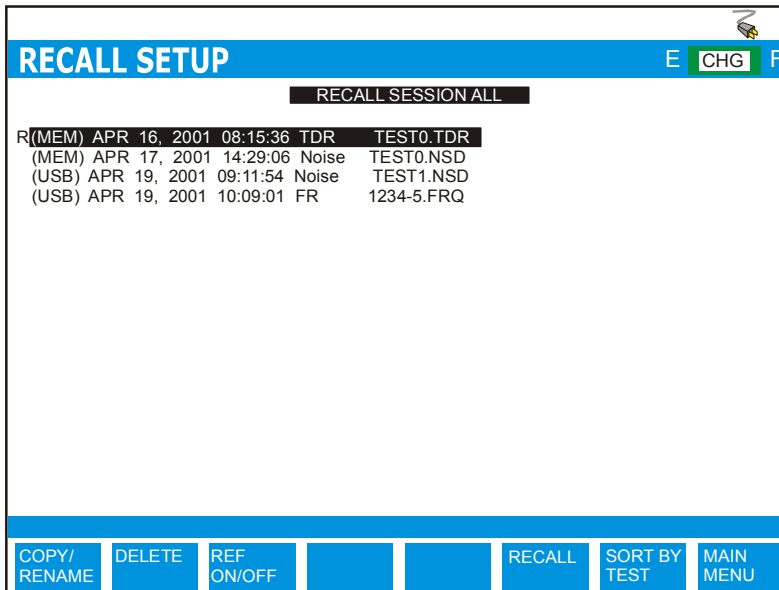 RECALL SETUP
E CHG F
RECALL SESSION ALL
R(MEM) APR 16, 2001 08:15:36 TDR TEST0.TDR
(MEM) APR 17, 2001 14:29:06 Noise TEST0.NSD
(USB) APR 19, 2001 09:11:54 Noise TEST1.NSD
(USB) APR 19, 2001 10:09:01 FR 1234-5.FRQ
COPY/
RENAME
DELETE
REF
ON/OFF
RECALL
SORT BY
TEST
MAIN
MENU